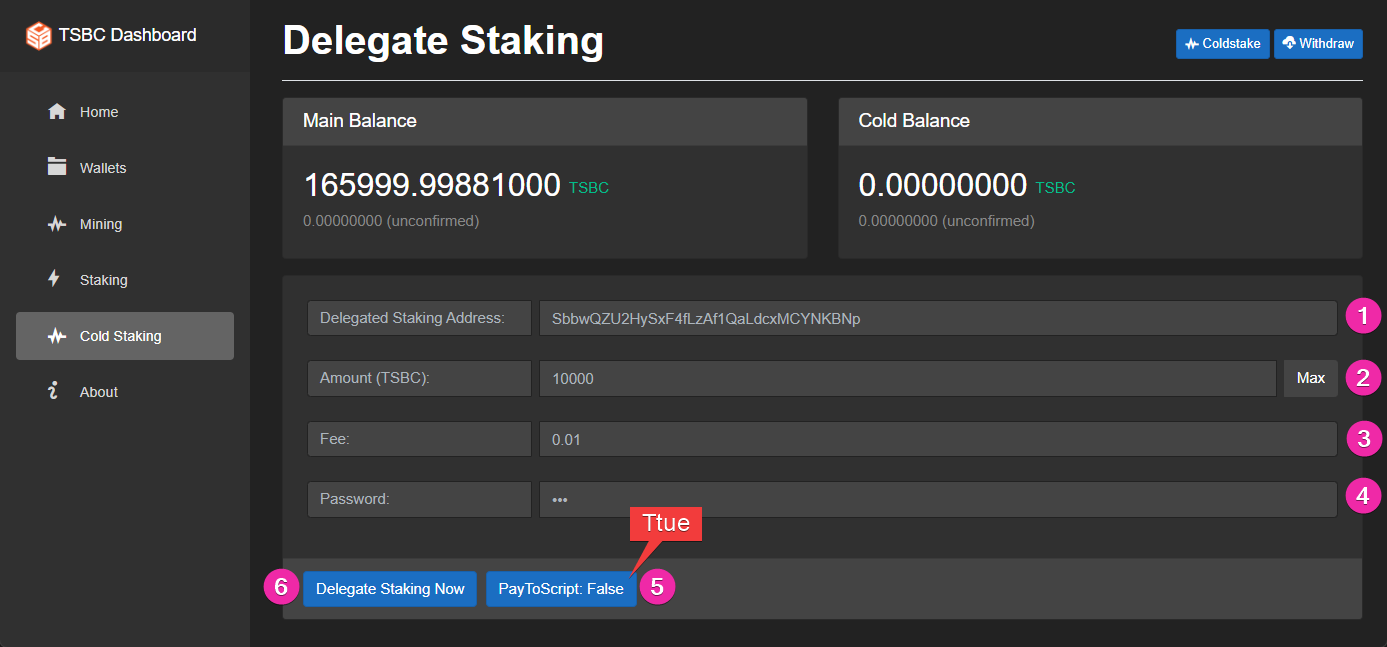 TSBC Dashboard
Home
Wallets
Mining
Staking
Cold Staking
About
Delegate Staking
Coldstake
Withdraw
Main Balance
165999.99881000 TSBC
0.00000000 (unconfirmed)
Cold Balance
0.00000000 TSBC
0.00000000 (unconfirmed)
Delegated Staking Address: SbbwQZU2HySxF4fLzAf1QaLdcxMCYNKBNp 1
Amount (TSBC): 10000 Max 2
Fee: 0.01 3
Password: ••• 4
Ttue
6 Delegate Staking Now PayToScript: False 5